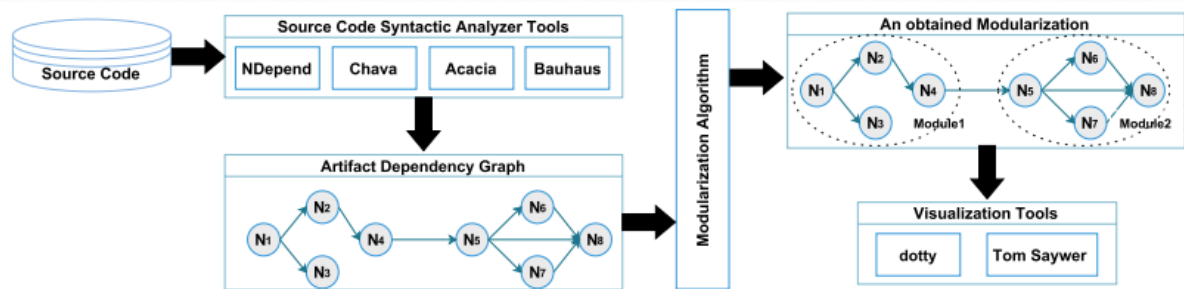 Source Code
Source Code Syntactic Analyzer Tools
NDepend
Chava
Acacia
Bauhaus
Artifact Dependency Graph
N1
N2
N3
N4
N5
N6
N7
N8
Modularization Algorithm
An obtained Modularization
N1
N2
N3
N4
Module1
N5
N6
N7
N8
Module2
Visualization Tools
dotty
Tom Saywer